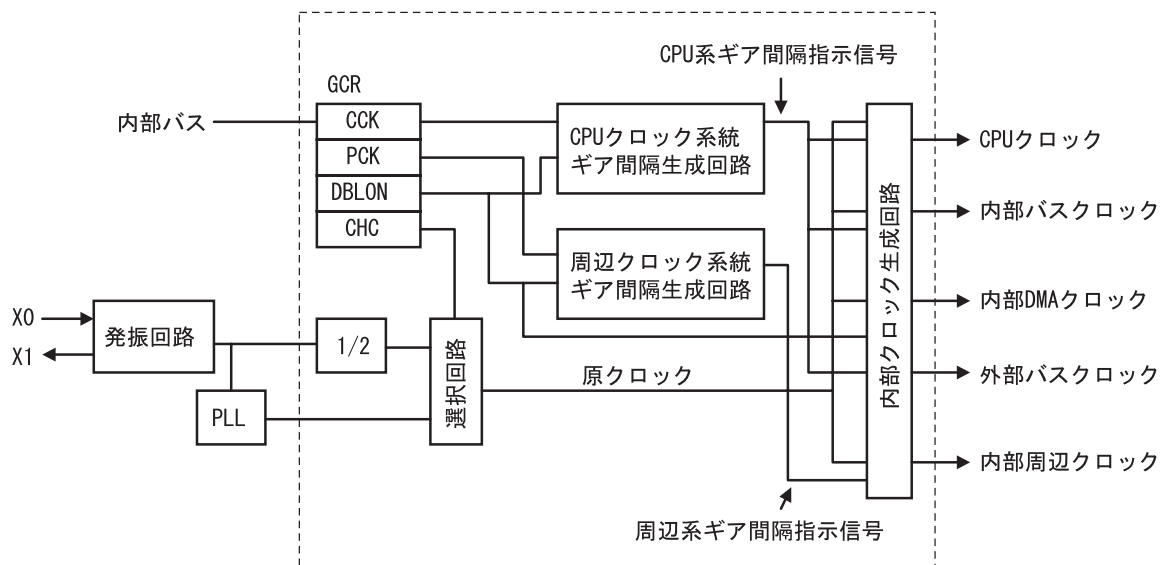 CPU系ギア間隔指示信号
GCR
内部バス
CCK
PCK
DBLON
CHC
CPUクロック系統
ギア間隔生成回路
周辺クロック系統
ギア間隔生成回路
内部クロック生成回路
CPUクロック
内部バスクロック
内部DMAクロック
外部バスクロック
内部周辺クロック
X0
X1
発振回路
1/2
PLL
選択回路
原クロック
周辺系ギア間隔指示信号